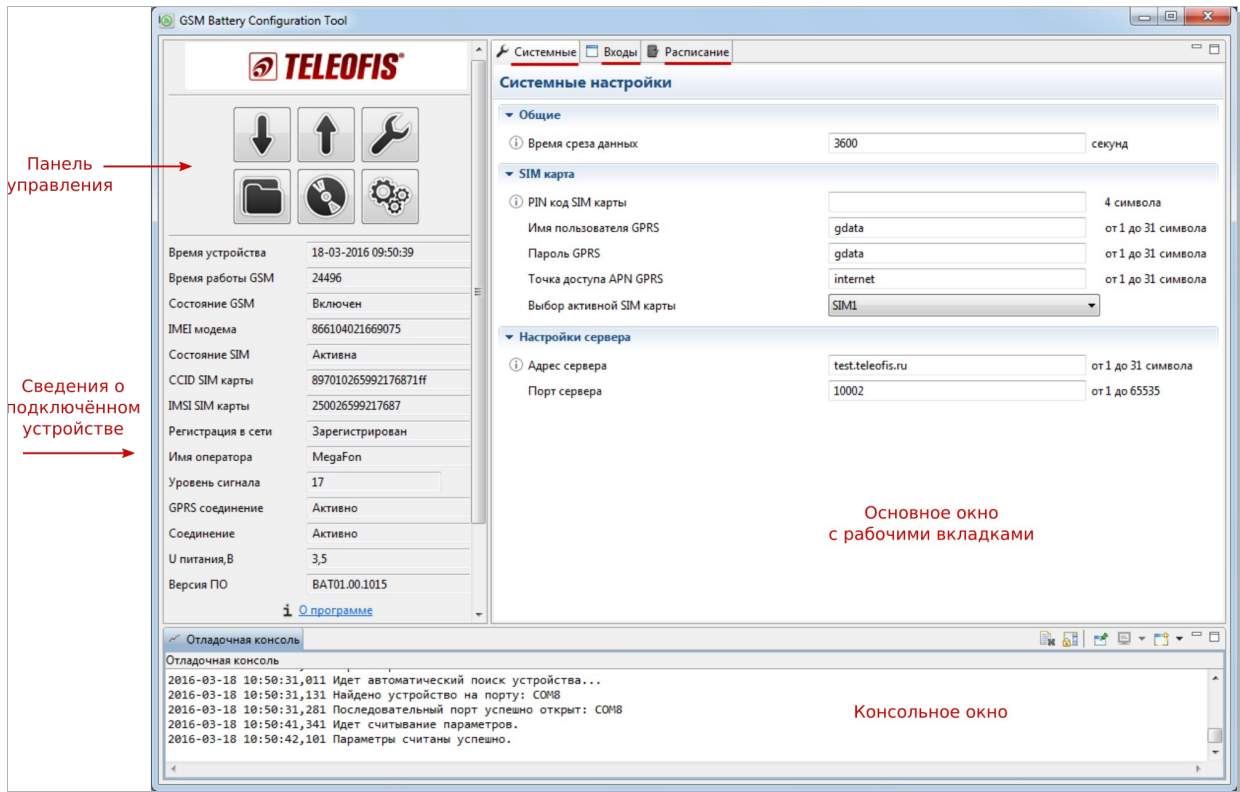 GSM Battery Configuration Tool
TELEOFIS
Панель
управления
Сведения о
подключённом
устройстве
Время устройства 18-03-2016 09:50:39
Время работы GSM 24496
Состояние GSM Включен
IMEI модема 866104021669075
Состояние SIM Активна
CCID SIM карты 897010265992176871ff
IMSI SIM карты 250026599217687
Регистрация в сети Зарегистрирован
Имя оператора MegaFon
Уровень сигнала 17
GPRS соединение Активно
Соединение Активно
U питания,В 3,5
Версия ПО BAT01.00.1015
О программе
Системные Входы Расписание
Системные настройки
Общие
Время среза данных 3600 секунд
SIM карта
PIN код SIM карты 4 символа
Имя пользователя GPRS gdata от 1 до 31 символа
Пароль GPRS gdata от 1 до 31 символа
Точка доступа APN GPRS internet от 1 до 31 символа
Выбор активной SIM карты SIM1
Настройки сервера
Адрес сервера test.teleofis.ru от 1 до 31 символа
Порт сервера 10002 от 1 до 65535
Основное окно
с рабочими вкладками
Отладочная консоль
Отладочная консоль
2016-03-18 10:50:31,011 Идет автоматический поиск устройства...
2016-03-18 10:50:31,131 Найдено устройство на порту: COM8
2016-03-18 10:50:31,281 Последовательный порт успешно открыт: COM8
2016-03-18 10:50:41,341 Идет считывание параметров.
2016-03-18 10:50:42,101 Параметры считаны успешно.
Консольное окно